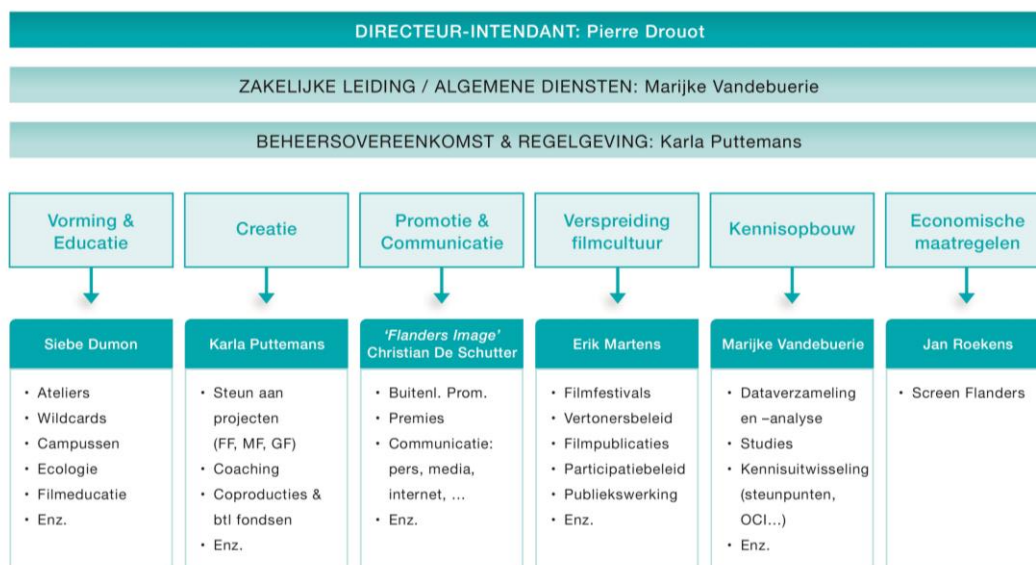 DIRECTEUR-INTENDANT: Pierre Drouot
ZAKELIJKE LEIDING / ALGEMENE DIENSTEN: Marijke Vandebuerie
BEHEERSOVEREENKOMST & REGELGEVING: Karla Puttemans
Vorming &
Educatie
Siebe Dumon
• Ateliers
• Wildcards
• Campussen
• Ecologie
• Filmeducatie
• Enz.
Creatie
Karla Puttemans
• Steun aan
projecten
(FF, MF, GF)
• Coaching
• Coproducties &
btl fondsen
• Enz.
Promotie &
Communicatie
'Flanders Image'
Christian De Schutter
• Buitenl. Prom.
• Premies
• Communicatie:
pers, media,
internet, ...
• Enz.
Verspreiding
filmcultuur
Erik Martens
• Filmfestivals
• Vertonersbeleid
• Filmpublicaties
• Participatiebeleid
• Publiekswerking
• Enz.
Kennisopbouw
Marijke Vandebuerie
• Dataverzameling
en –analyse
• Studies
• Kennisuitwisseling
(steunpunten,
OCI...)
• Enz.
Economische
maatregelen
Jan Roekens
• Screen Flanders